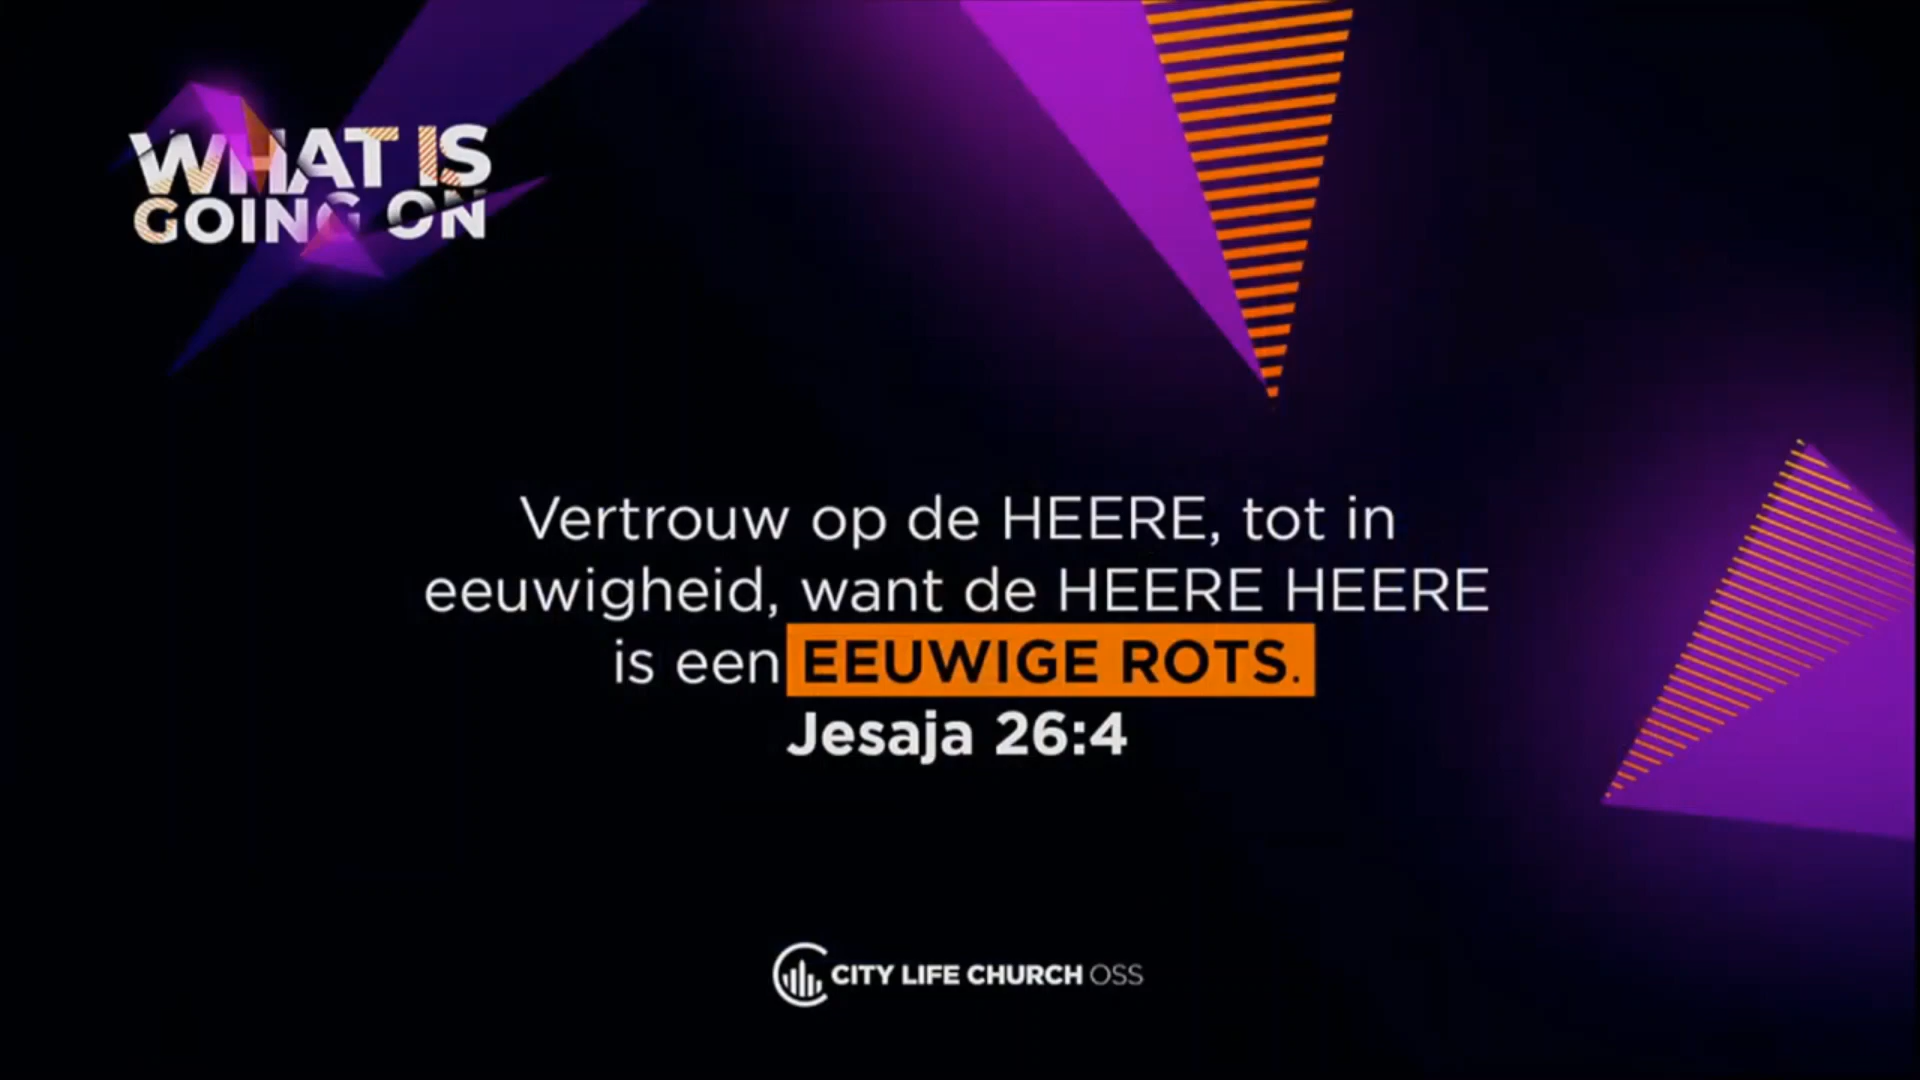 WHAT IS
GOING ON
Vertrouw op de HEERE, tot in
eeuwigheid, want de HEERE HEERE
is een EEUWIGE ROTS.
Jesaja 26:4
CITY LIFE CHURCH OSS